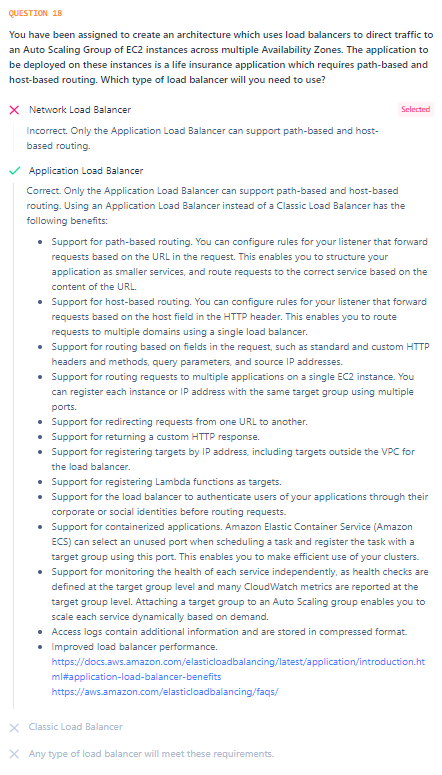 QUESTION 18
You have been assigned to create an architecture which uses load balancers to direct traffic to
an Auto Scaling Group of EC2 instances across multiple Availability Zones. The application to
be deployed on these instances is a life insurance application which requires path-based and
host-based routing. Which type of load balancer will you need to use?
Network Load Balancer
Selected
Incorrect. Only the Application Load Balancer can support path-based and host-
based routing.
Application Load Balancer
Correct. Only the Application Load Balancer can support path-based and host-based
routing. Using an Application Load Balancer instead of a Classic Load Balancer has the
following benefits:
Support for path-based routing. You can configure rules for your listener that forward
requests based on the URL in the request. This enables you to structure your
application as smaller services, and route requests to the correct service based on the
content of the URL.
Support for host-based routing. You can configure rules for your listener that forward
requests based on the host field in the HTTP header. This enables you to route
requests to multiple domains using a single load balancer.
Support for routing based on fields in the request, such as standard and custom HTTP
headers and methods, query parameters, and source IP addresses.
Support for routing requests to multiple applications on a single EC2 instance. You
can register each instance or IP address with the same target group using multiple
ports.
Support for redirecting requests from one URL to another.
Support for returning a custom HTTP response.
Support for registering targets by IP address, including targets outside the VPC for
the load balancer.
Support for registering Lambda functions as targets.
Support for the load balancer to authenticate users of your applications through their
corporate or social identities before routing requests.
Support for containerized applications. Amazon Elastic Container Service (Amazon
ECS) can select an unused port when scheduling a task and register the task with a
target group using this port. This enables you to make efficient use of your clusters.
Support for monitoring the health of each service independently, as health checks are
defined at the target group level and many CloudWatch metrics are reported at the
target group level. Attaching a target group to an Auto Scaling group enables you to
scale each service dynamically based on demand.
Access logs contain additional information and are stored in compressed format.
Improved load balancer performance.
https://docs.aws.amazon.com/elasticloadbalancing/latest/application/introduction.ht
ml#application-load-balancer-benefits
https://aws.amazon.com/elasticloadbalancing/faqs/
Classic Load Balancer
Any type of load balancer will meet these requirements.